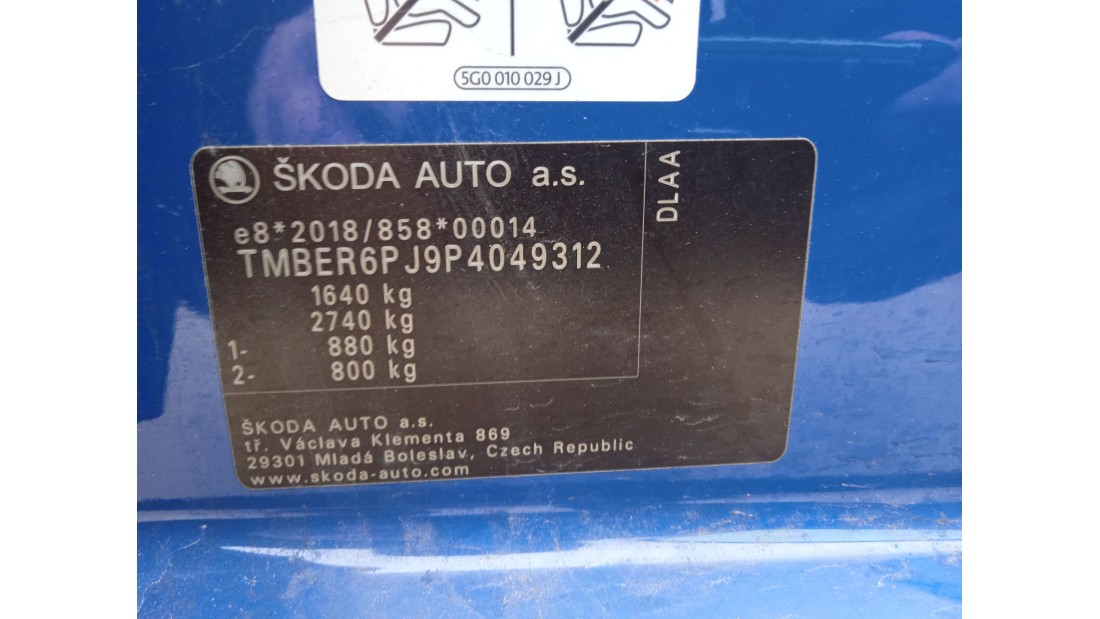 5G0 010 029 J
ŠKODA AUTO a.s.
DLAA
e8*2018/858*00014
TMBER6PJ9P4049312
1640 kg
2740 kg
1- 880 kg
2- 800 kg
ŠKODA AUTO a.s.
tř. Václava Klementa 869
29301 Mladá Boleslav, Czech Republic
www.skoda-auto.com